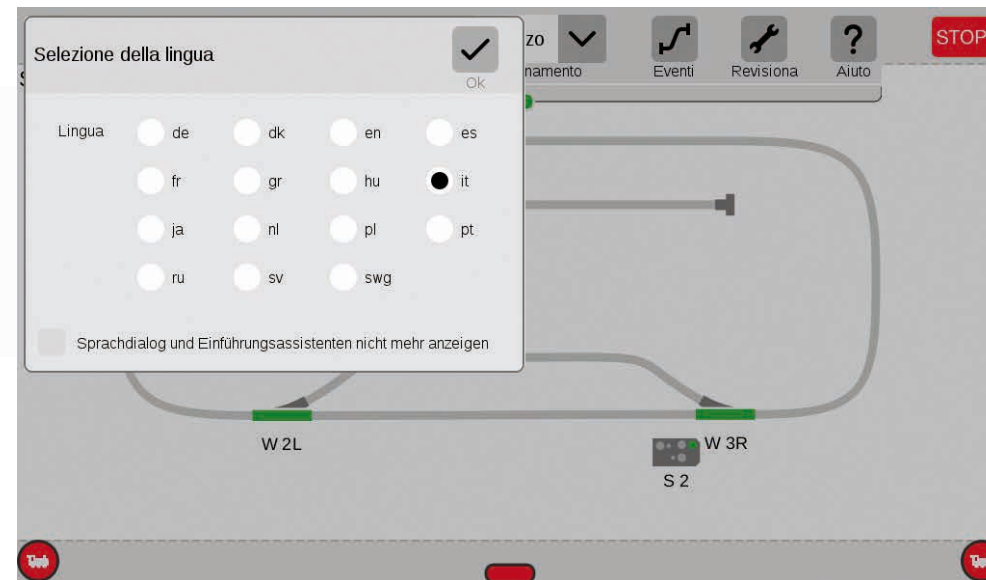 Selezione della lingua
Ok
zo
namento
Eventi
Revisiona
Aiuto
STOP
Lingua
de
dk
en
es
fr
gr
hu
it
ja
nl
pl
pt
ru
sv
swg
Sprachdialog und Einführungsassistenten nicht mehr anzeigen
W 2L
W 3R
S 2